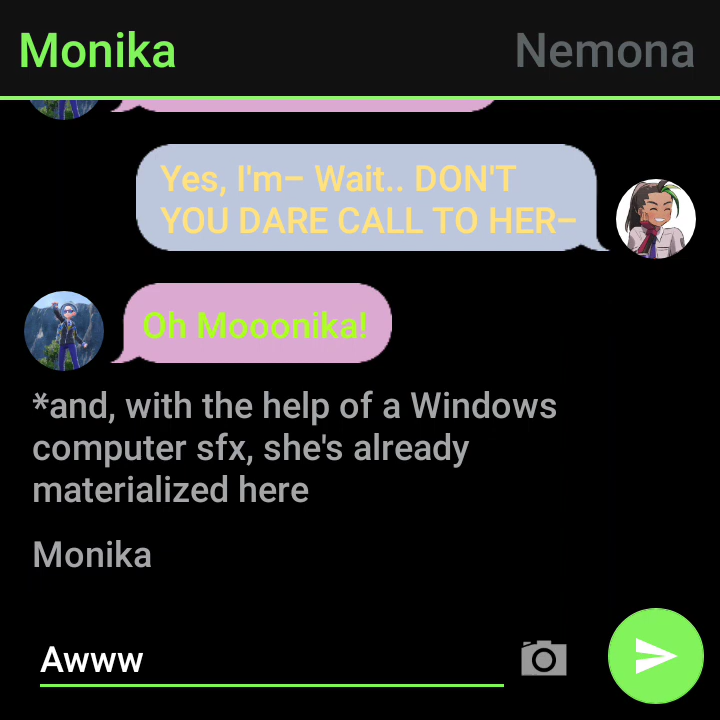 Monika Nemona
Yes, I'm– Wait.. DON'T
YOU DARE CALL TO HER–
Oh Mooonika!
*and, with the help of a Windows
computer sfx, she's already
materialized here
Monika
Awww